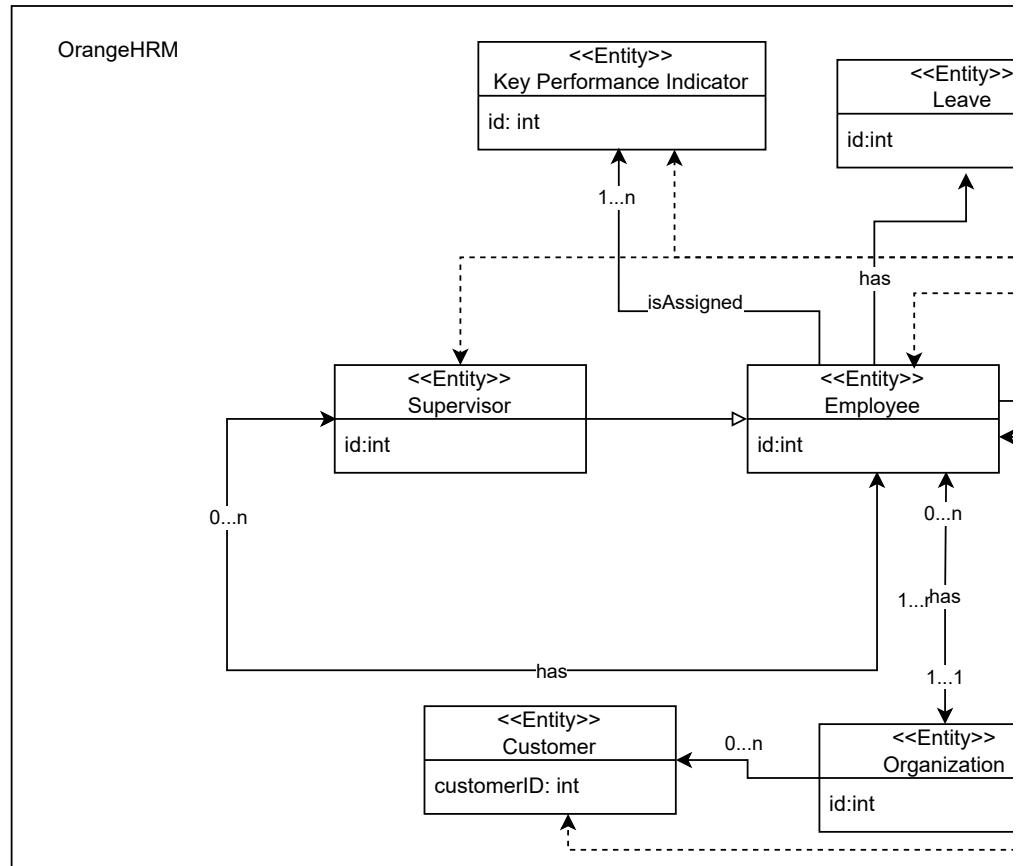 OrangeHRM
<<Entity>>
Key Performance Indicator
id: int
<<Entity>>
Leave
id:int
1...n
has
isAssigned
<<Entity>>
Supervisor
id:int
<<Entity>>
Employee
id:int
0...n
0...n
has
has
1...1
<<Entity>>
Customer
customerID: int
0...n
<<Entity>>
Organization
id:int